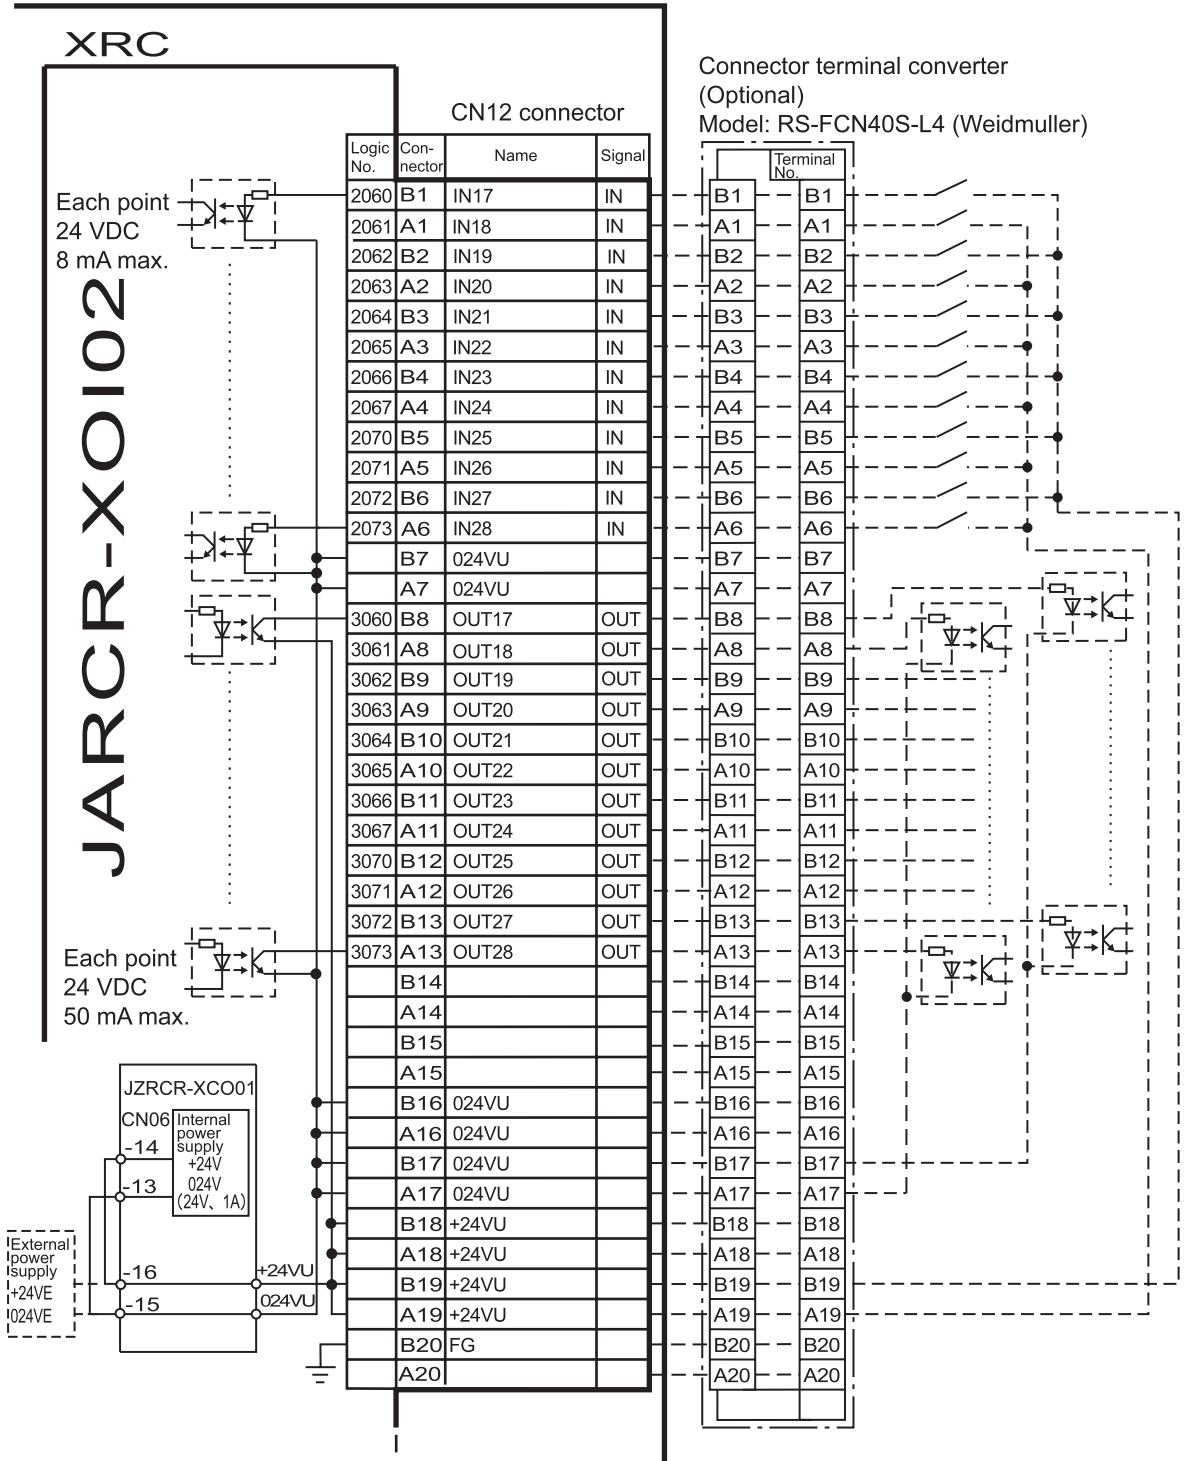 XRC
Connector terminal converter
(Optional)
Model: RS-FCN40S-L4 (Weidmuller)
CN12 connector
Logic No. Con-nector Name Signal
Terminal No.
Each point
24 VDC
8 mA max.
JARCR-XOI02
2060 B1 IN17 IN B1 B1
2061 A1 IN18 IN A1 A1
2062 B2 IN19 IN B2 B2
2063 A2 IN20 IN A2 A2
2064 B3 IN21 IN B3 B3
2065 A3 IN22 IN A3 A3
2066 B4 IN23 IN B4 B4
2067 A4 IN24 IN A4 A4
2070 B5 IN25 IN B5 B5
2071 A5 IN26 IN A5 A5
2072 B6 IN27 IN B6 B6
2073 A6 IN28 IN A6 A6
B7 024VU B7 B7
A7 024VU A7 A7
3060 B8 OUT17 OUT B8 B8
3061 A8 OUT18 OUT A8 A8
3062 B9 OUT19 OUT B9 B9
3063 A9 OUT20 OUT A9 A9
3064 B10 OUT21 OUT B10 B10
3065 A10 OUT22 OUT A10 A10
3066 B11 OUT23 OUT B11 B11
3067 A11 OUT24 OUT A11 A11
3070 B12 OUT25 OUT B12 B12
3071 A12 OUT26 OUT A12 A12
3072 B13 OUT27 OUT B13 B13
3073 A13 OUT28 OUT A13 A13
Each point
24 VDC
50 mA max.
B14 B14 B14
A14 A14 A14
B15 B15 B15
A15 A15 A15
B16 024VU B16 B16
A16 024VU A16 A16
B17 024VU B17 B17
A17 024VU A17 A17
B18 +24VU B18 B18
A18 +24VU A18 A18
B19 +24VU B19 B19
A19 +24VU A19 A19
B20 FG B20 B20
A20 A20 A20
JZRCR-XCO01
CN06
Internal
power
supply
+24V
024V
(24V、1A)
-14
-13
-16
-15
+24VU
024VU
External
power
supply
+24VE
024VE